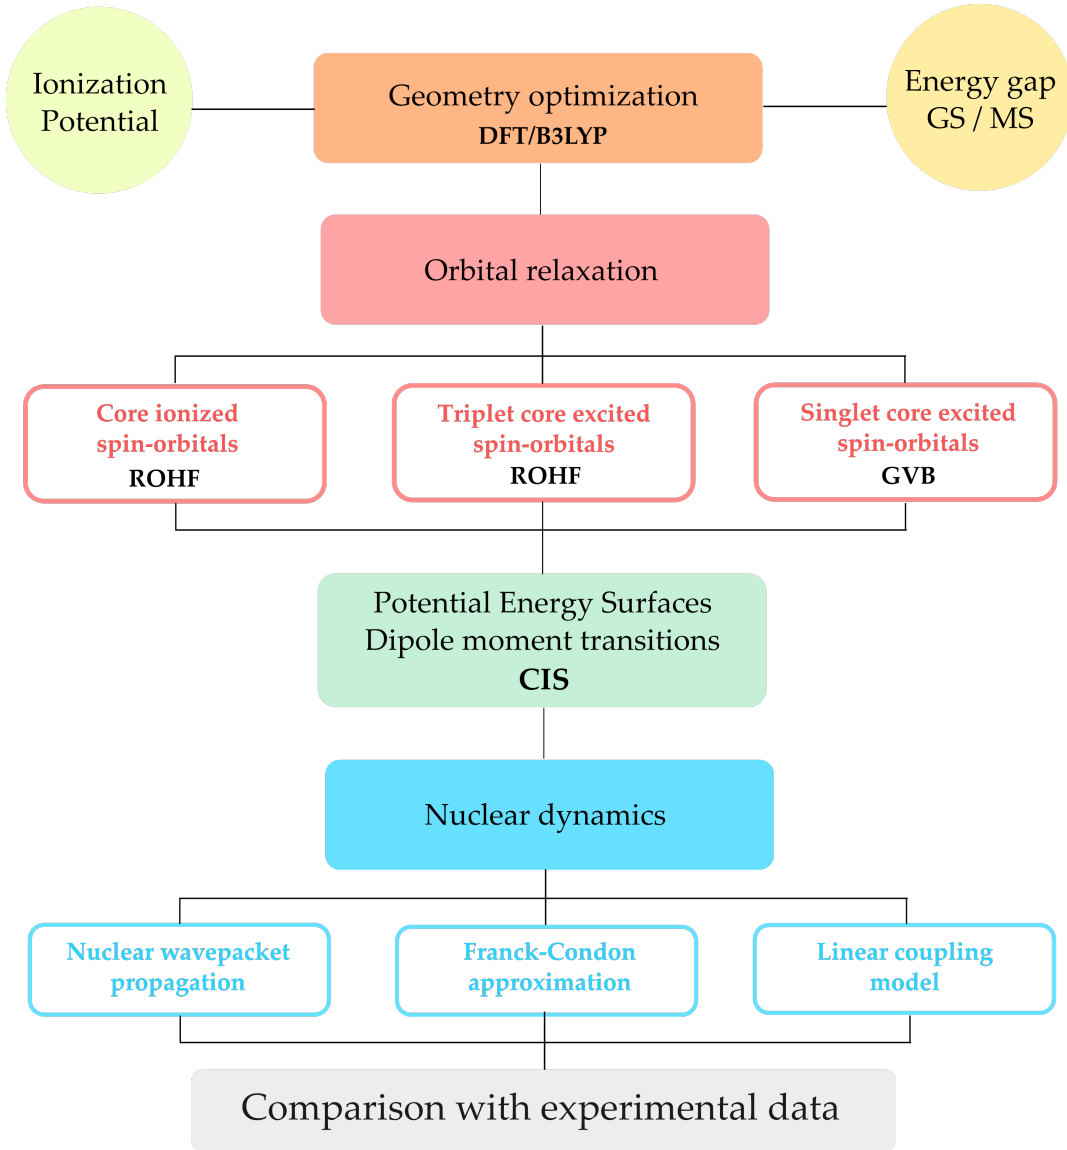 Ionization
Potential
Geometry optimization
DFT/B3LYP
Energy gap
GS / MS
Orbital relaxation
Core ionized
spin-orbitals
ROHF
Triplet core excited
spin-orbitals
ROHF
Singlet core excited
spin-orbitals
GVB
Potential Energy Surfaces
Dipole moment transitions
CIS
Nuclear dynamics
Nuclear wavepacket
propagation
Franck-Condon
approximation
Linear coupling
model
Comparison with experimental data